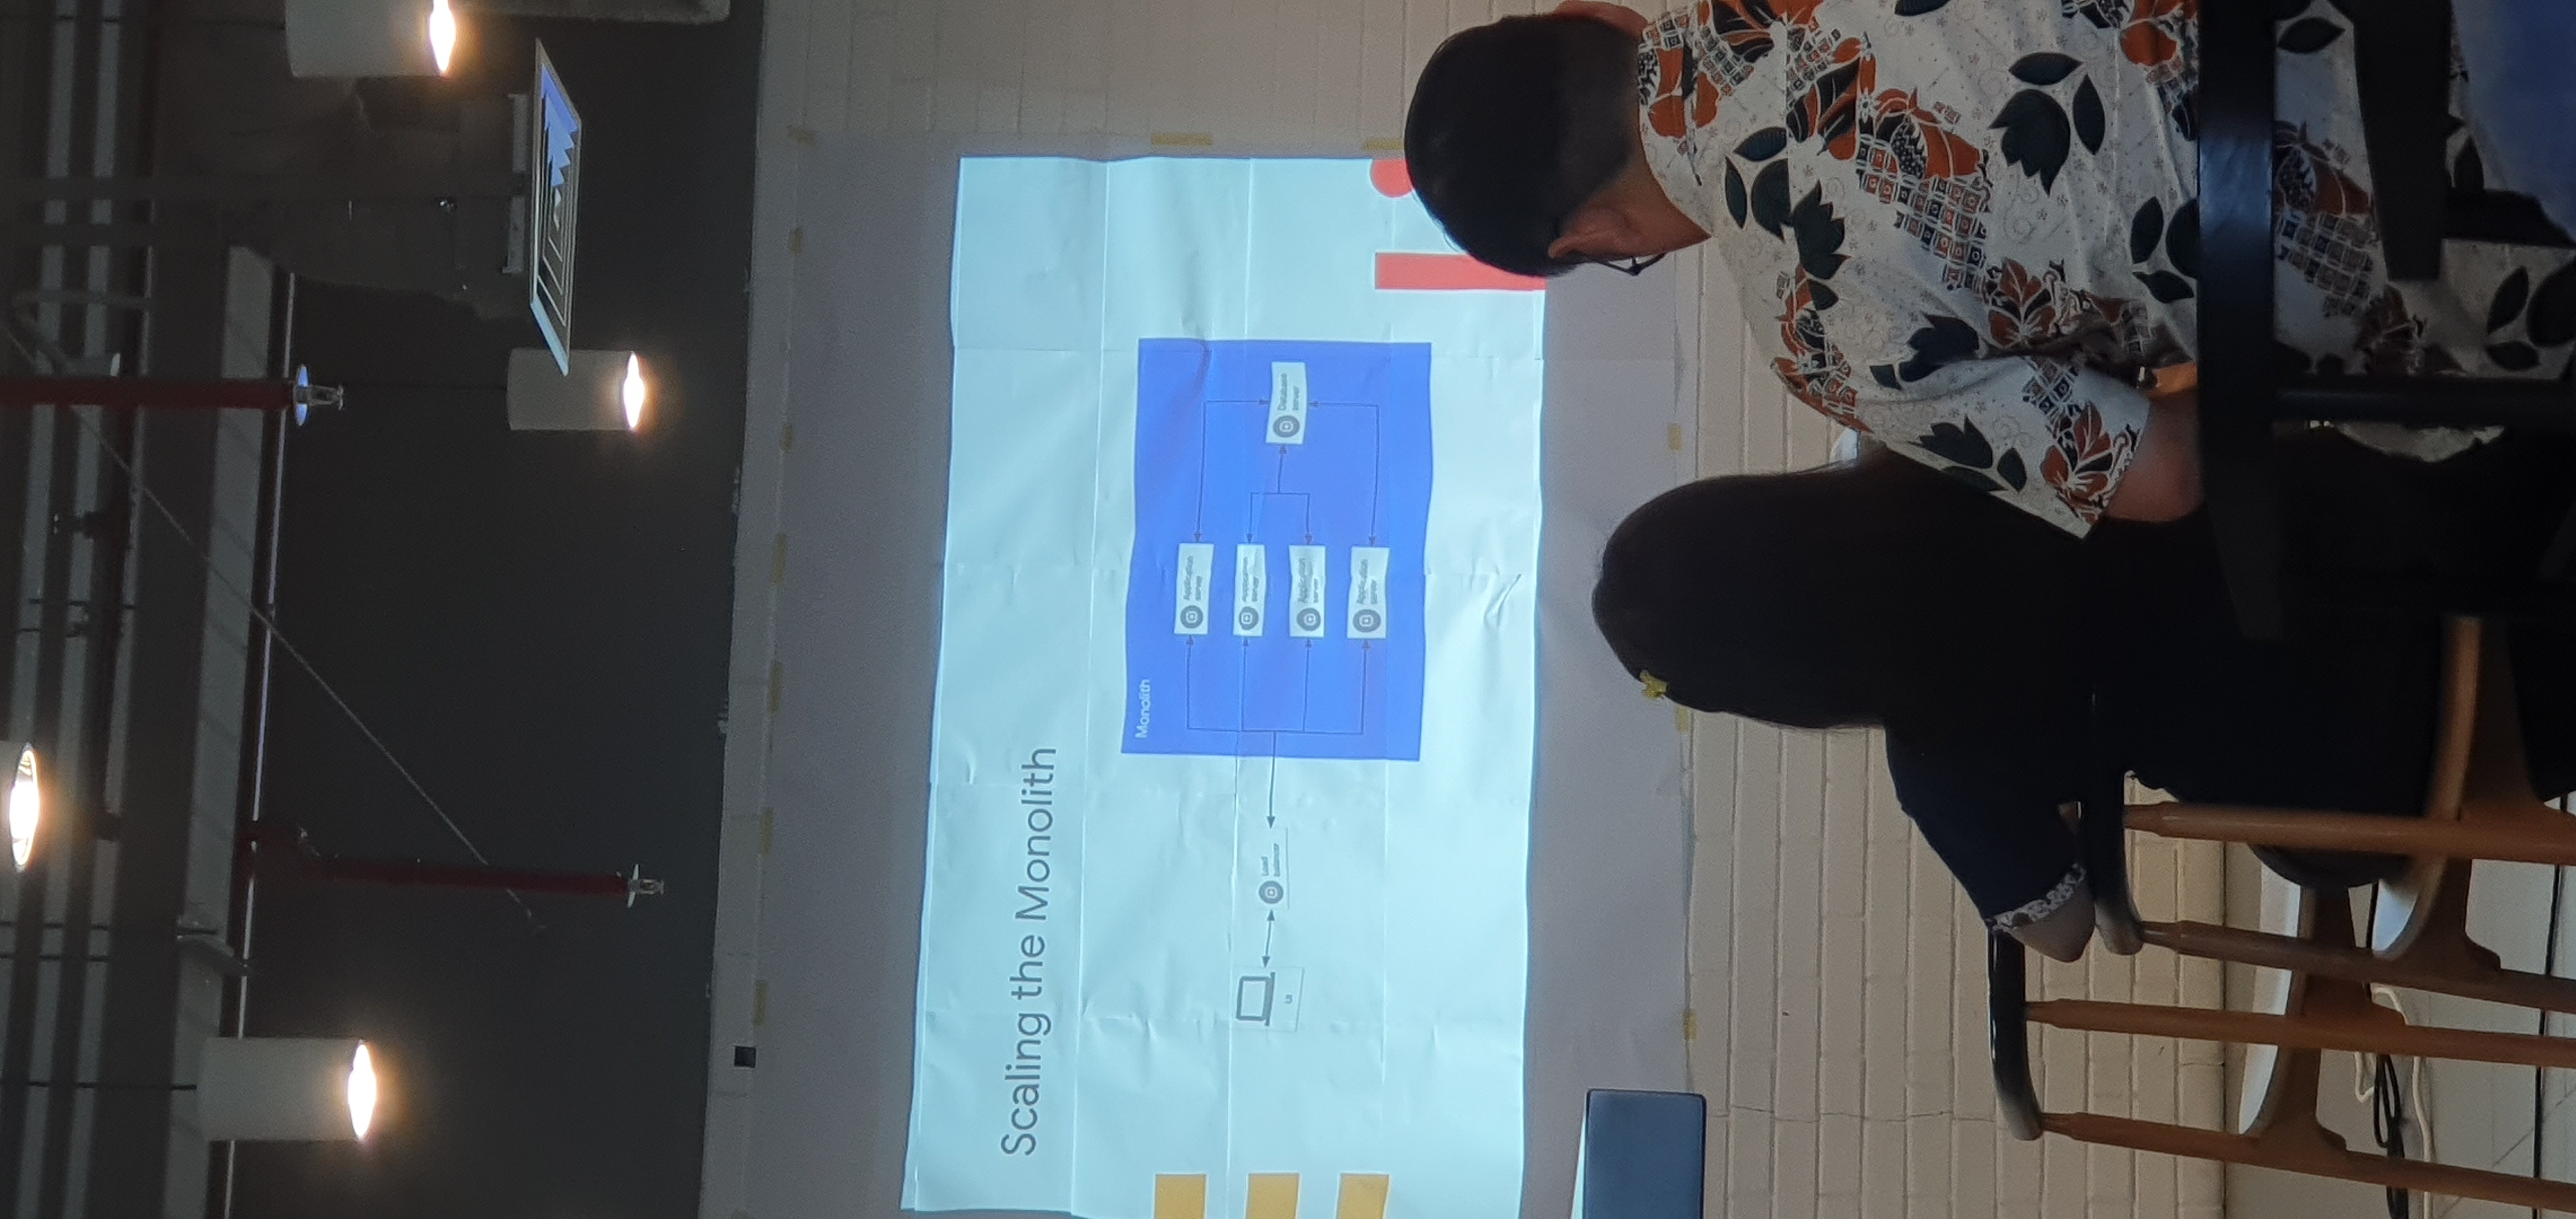 Scaling the Monolith
Monolith
Application
server
Application
server
UI
Load
balancer
Database
server
Application
server
Application
server